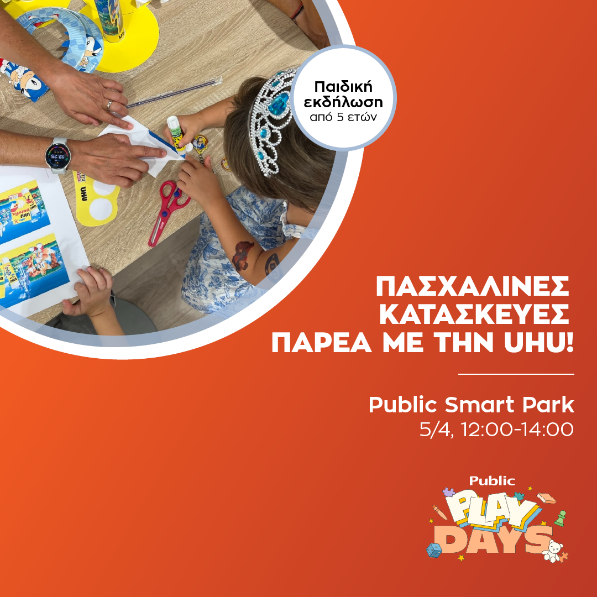 Παιδική
εκδήλωση
από 5 ετών
ΠΑΣΧΑΛΙΝΕΣ
ΚΑΤΑΣΚΕΥΕΣ
ΠΑΡΕΑ ΜΕ ΤΗΝ UHU!
Public Smart Park
5/4, 12:00-14:00
Public
PLAY
DAYS